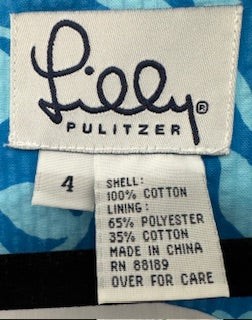 Lilly®
PULITZER
4
SHELL:
100% COTTON
LINING:
65% POLYESTER
35% COTTON
MADE IN CHINA
RN 88189
OVER FOR CARE